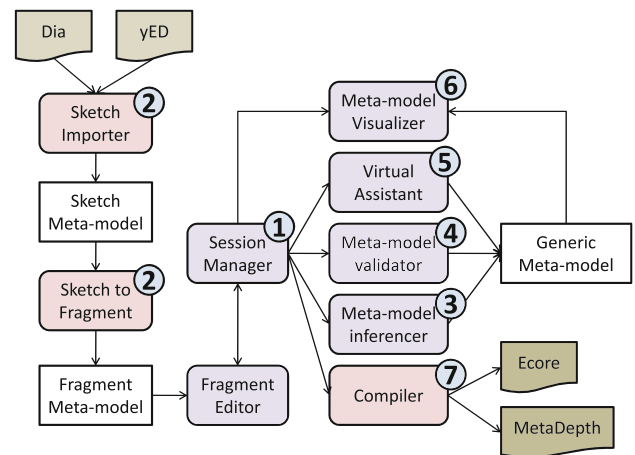 Dia
yED
2
Sketch
Importer
Sketch
Meta-model
2
Sketch to
Fragment
Fragment
Meta-model
Fragment
Editor
1
Session
Manager
6
Meta-model
Visualizer
5
Virtual
Assistant
4
Meta-model
validator
3
Meta-model
inferencer
7
Compiler
Generic
Meta-model
Ecore
MetaDepth